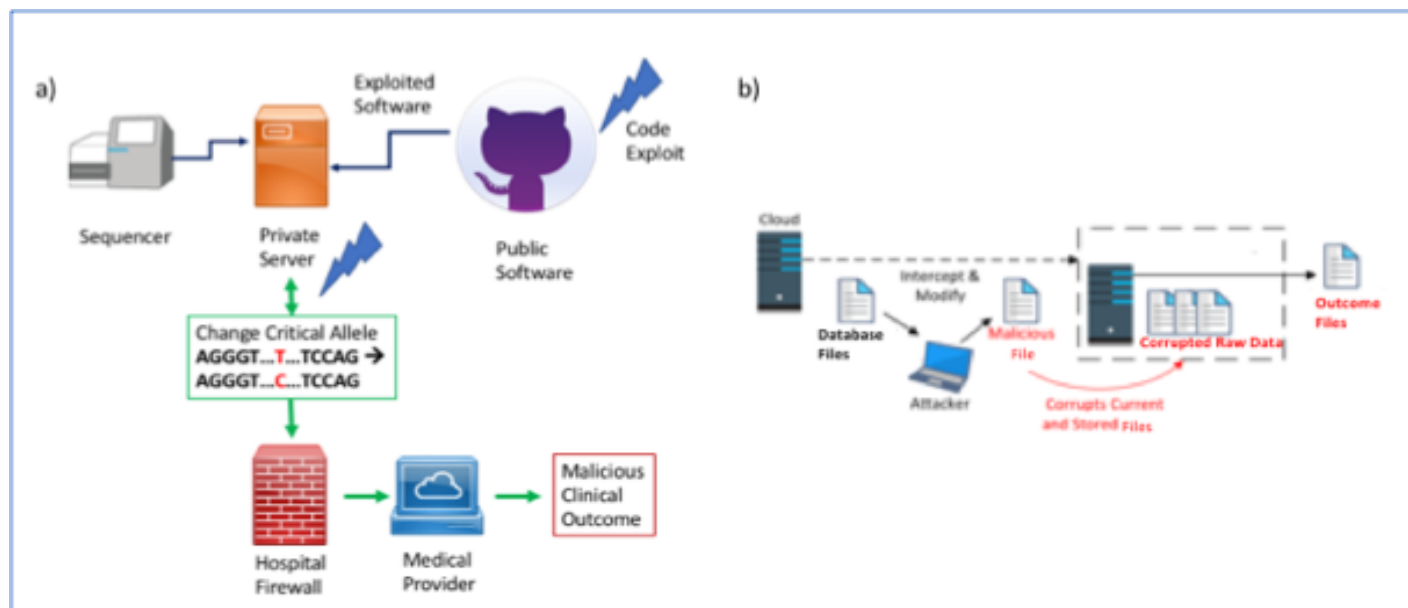 a)
Exploited
Software
Code
Exploit
Sequencer
Private
Server
Public
Software
Change Critical Allele
AGGGT...T...TCCAG →
AGGGT...C...TCCAG
Hospital
Firewall
Medical
Provider
Malicious
Clinical
Outcome
b)
Cloud
Intercept &
Modify
Database
Files
Malicious
File
Attacker
Corrupted Raw Data
Outcome
Files
Corrupts Current
and Stored Files